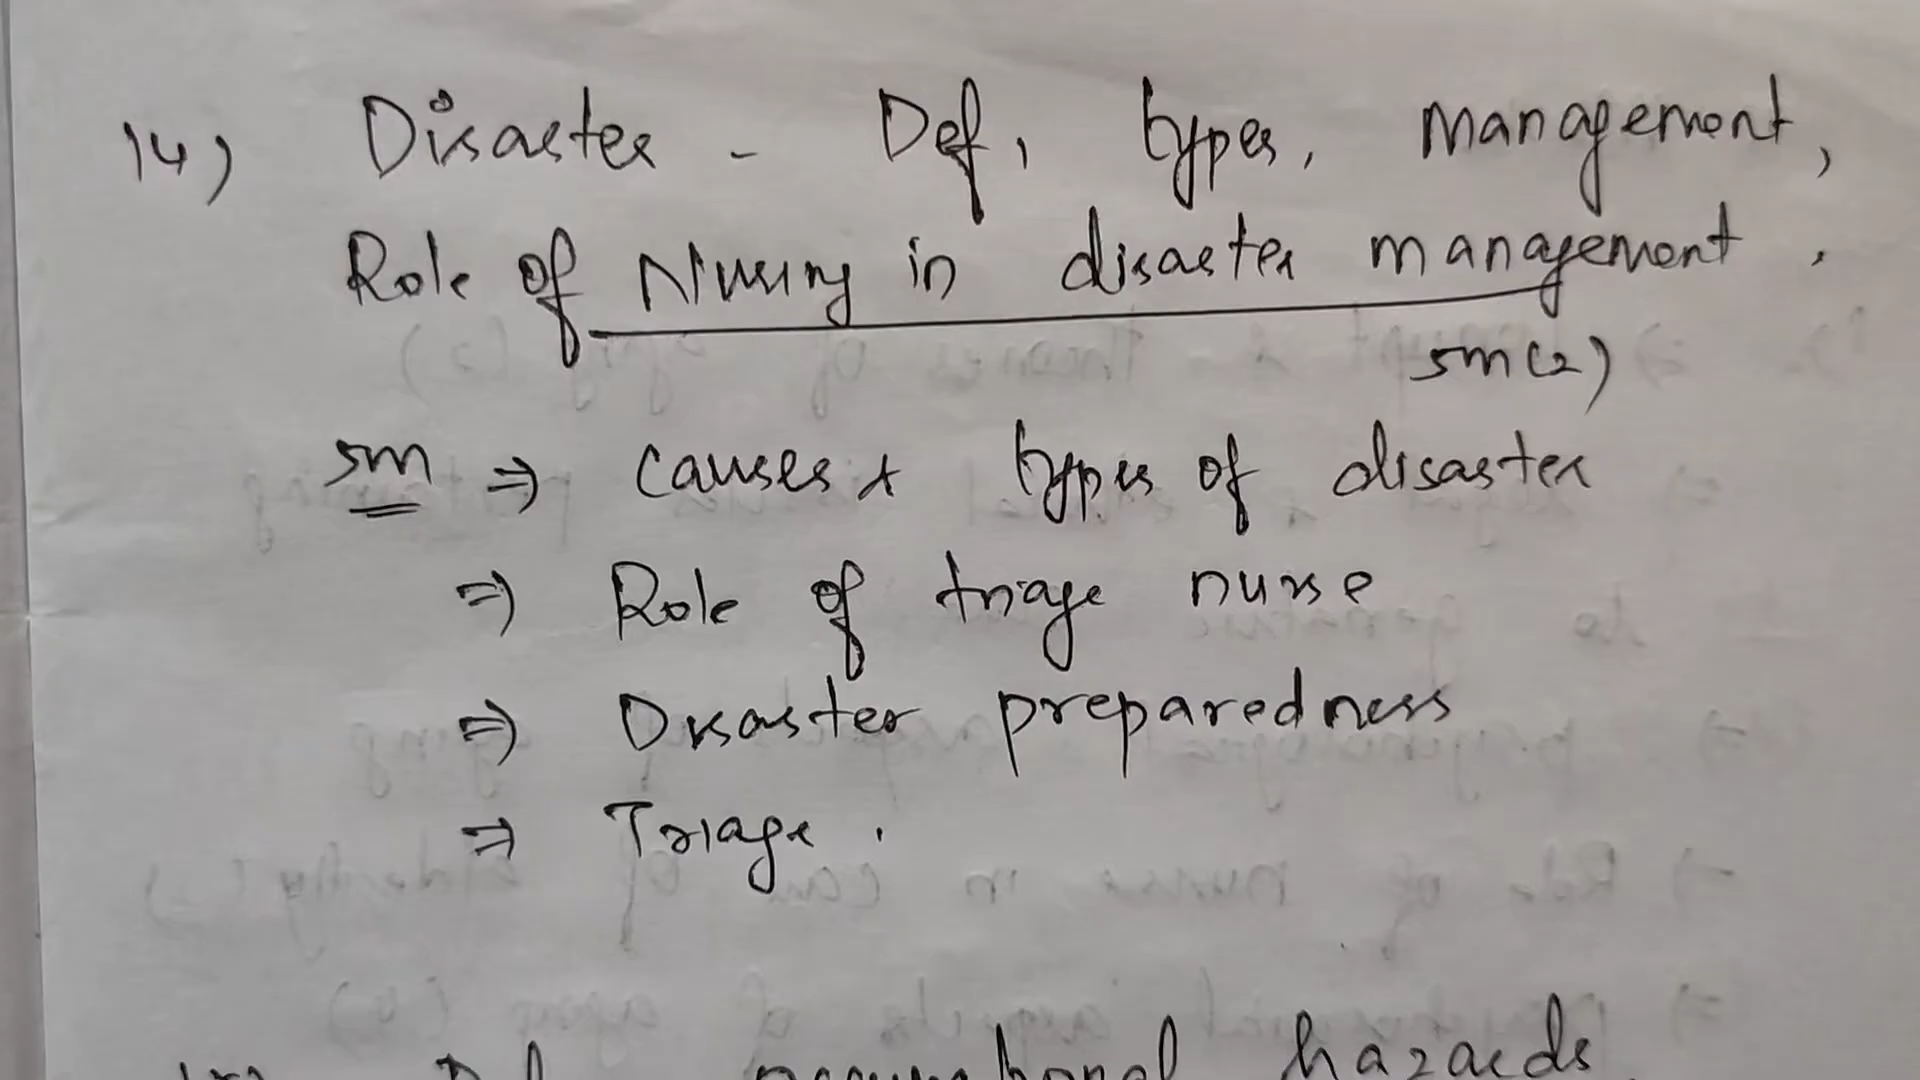 14) Disaster - Def, types, Management,
Role of Nursing in disaster management.
5m(2)
5m ⇒ causes & types of disaster
⇒ Role of triage nurse
⇒ Disaster preparedness
⇒ Triage.
hazards.